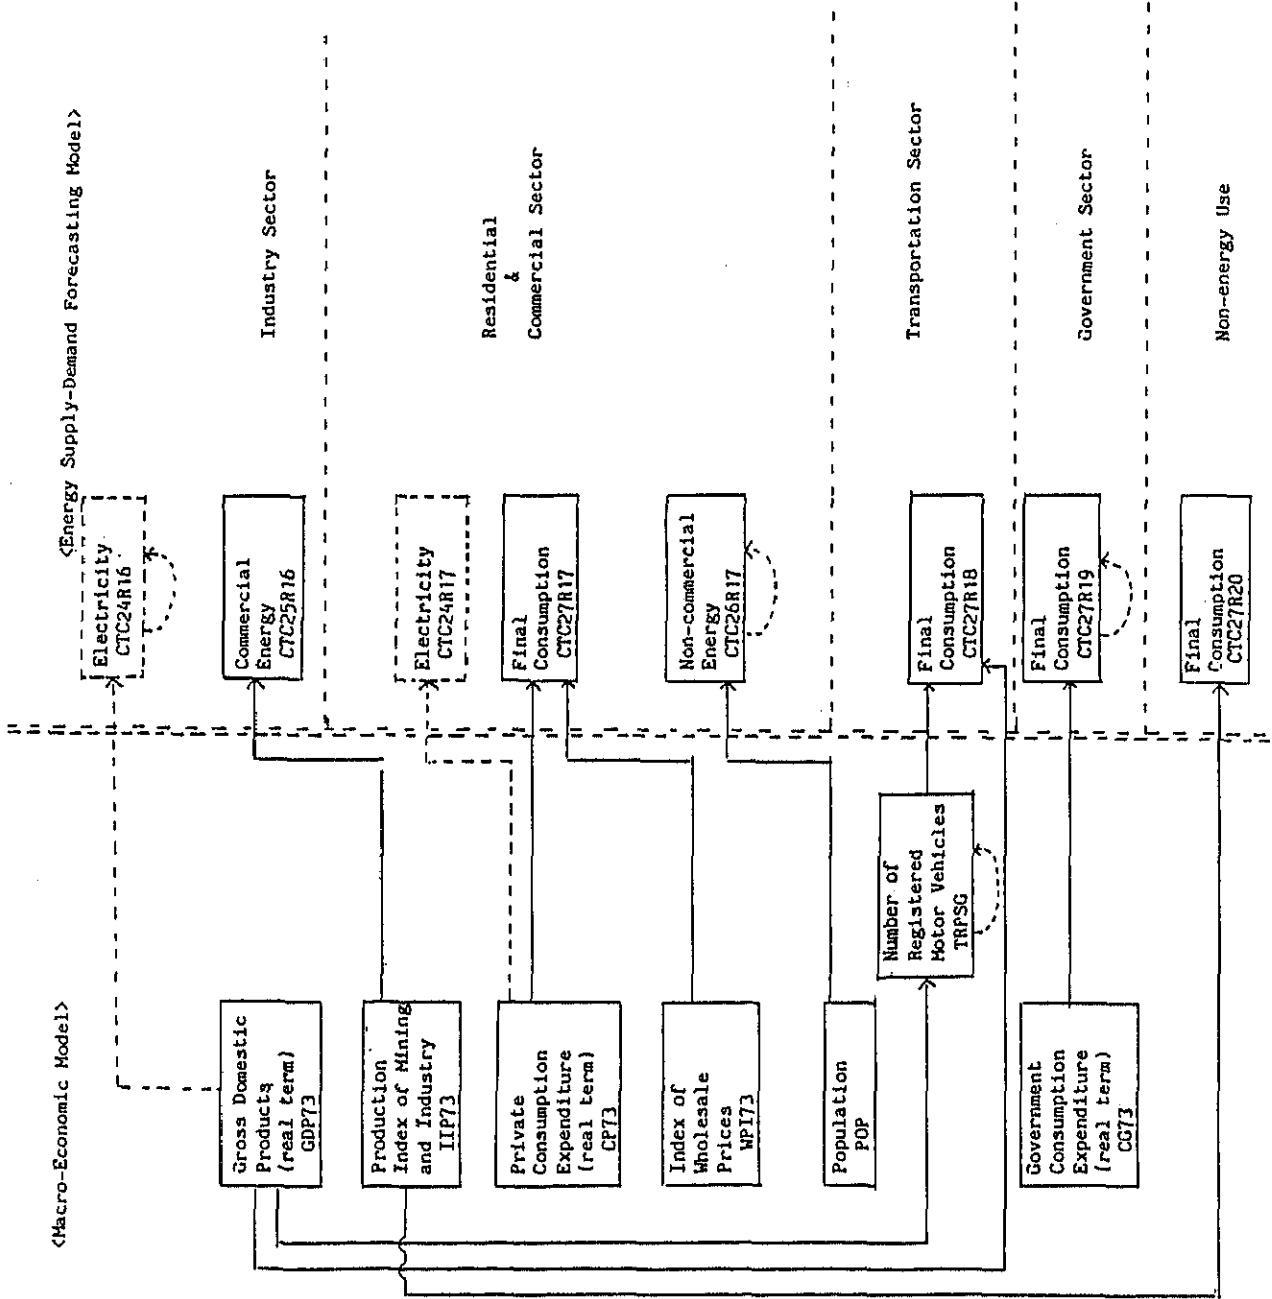 <Macro-Economic Model>
<Energy Supply-Demand Forecasting Model>
Gross Domestic
Products
(real term)
GDP73
Production
Index of Mining
and Industry
IIP73
Private
Consumption
Expenditure
(real term)
CP73
Index of
Wholesale
Prices
WPI73
Population
POP
Number of
Registered
Motor Vehicles
TRPSG
Government
Consumption
Expenditure
(real term)
CG73
Electricity
CTC24R16
Commercial
Energy
CTC25R16
Industry Sector
Electricity
CTC24R17
Final
Consumption
CTC27R17
Non-commercial
Energy
CTC26R17
Residential
&
Commercial Sector
Final
Consumption
CTC27R18
Transportation Sector
Final
Consumption
CTC27R19
Government Sector
Final
Consumption
CTC27R20
Non-energy Use